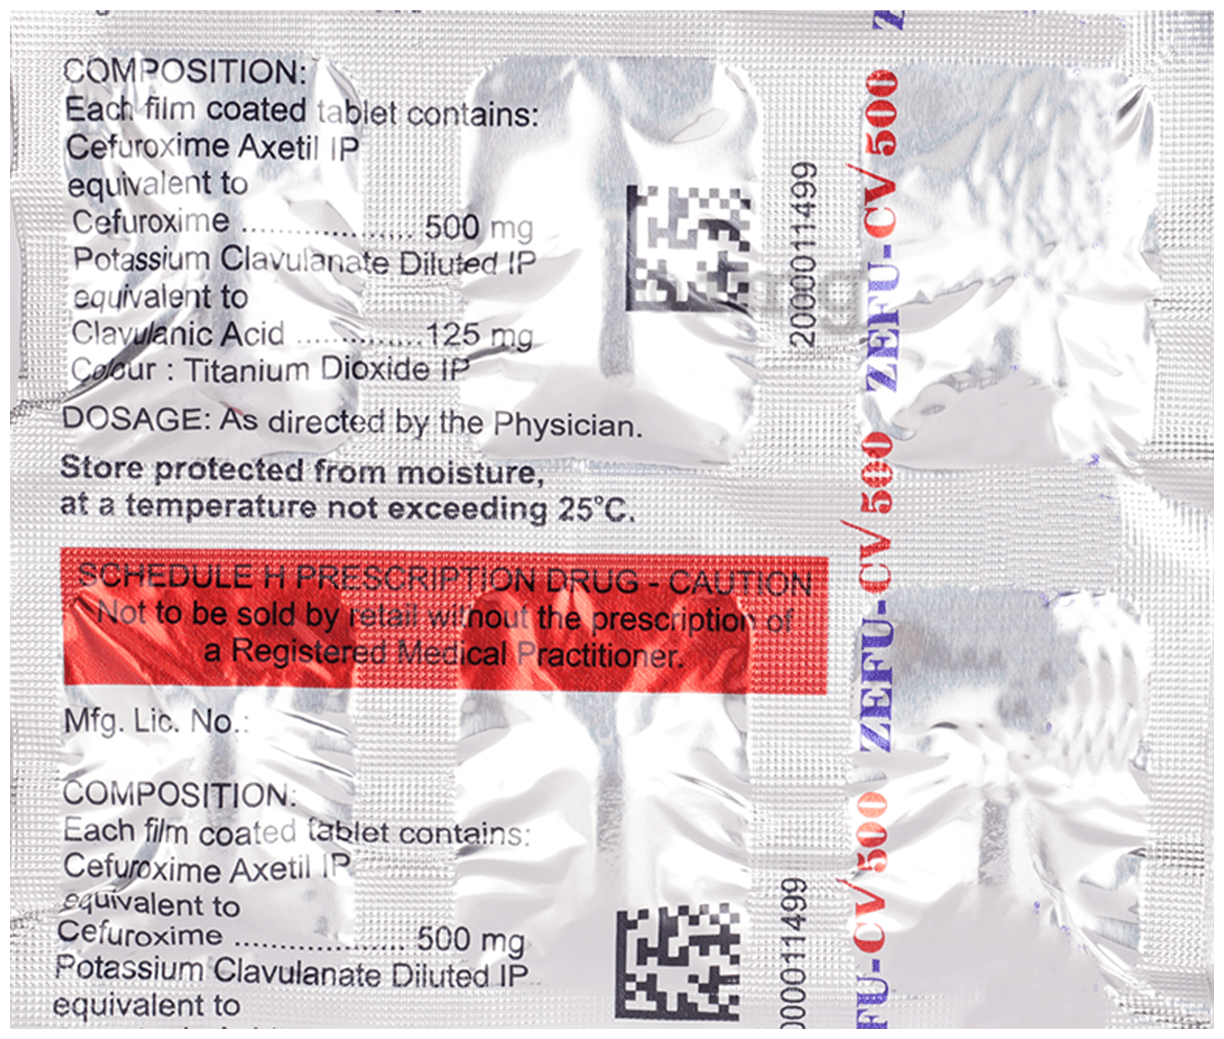 COMPOSITION:
Each film coated tablet contains:
Cefuroxime Axetil IP
equivalent to
Cefuroxime ................... 500 mg
Potassium Clavulanate Diluted IP
equivalent to
Clavulanic Acid ..............125 mg
Colour : Titanium Dioxide IP
DOSAGE: As directed by the Physician.
Store protected from moisture,
at a temperature not exceeding 25°C.
SCHEDULE H PRESCRIPTION DRUG - CAUTION
Not to be sold by retail without the prescription of
a Registered Medical Practitioner.
Mfg. Lic. No.:
COMPOSITION:
Each film coated tablet contains:
Cefuroxime Axetil IP
equivalent to
Cefuroxime ................... 500 mg
Potassium Clavulanate Diluted IP
equivalent to
2000011499
000011499
ZEFU-CV 500
ZEFU-CV 500
FU-CV 500